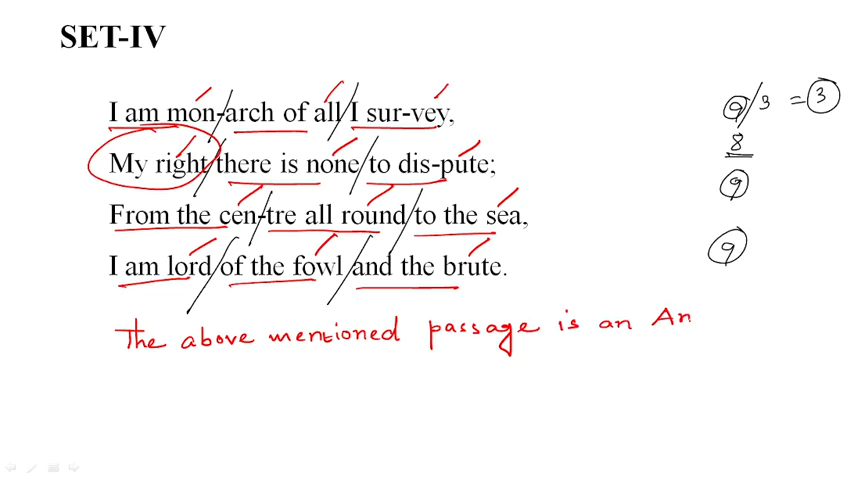 SET-IV
I am mon-/arch of all/I sur-vey,
My right/there is none/to dis-pute;
From the cen-/tre all round/to the sea,
I am lord/of the fowl/and the brute.
The above mentioned passage is an An
9/3 = 3
8
9
9